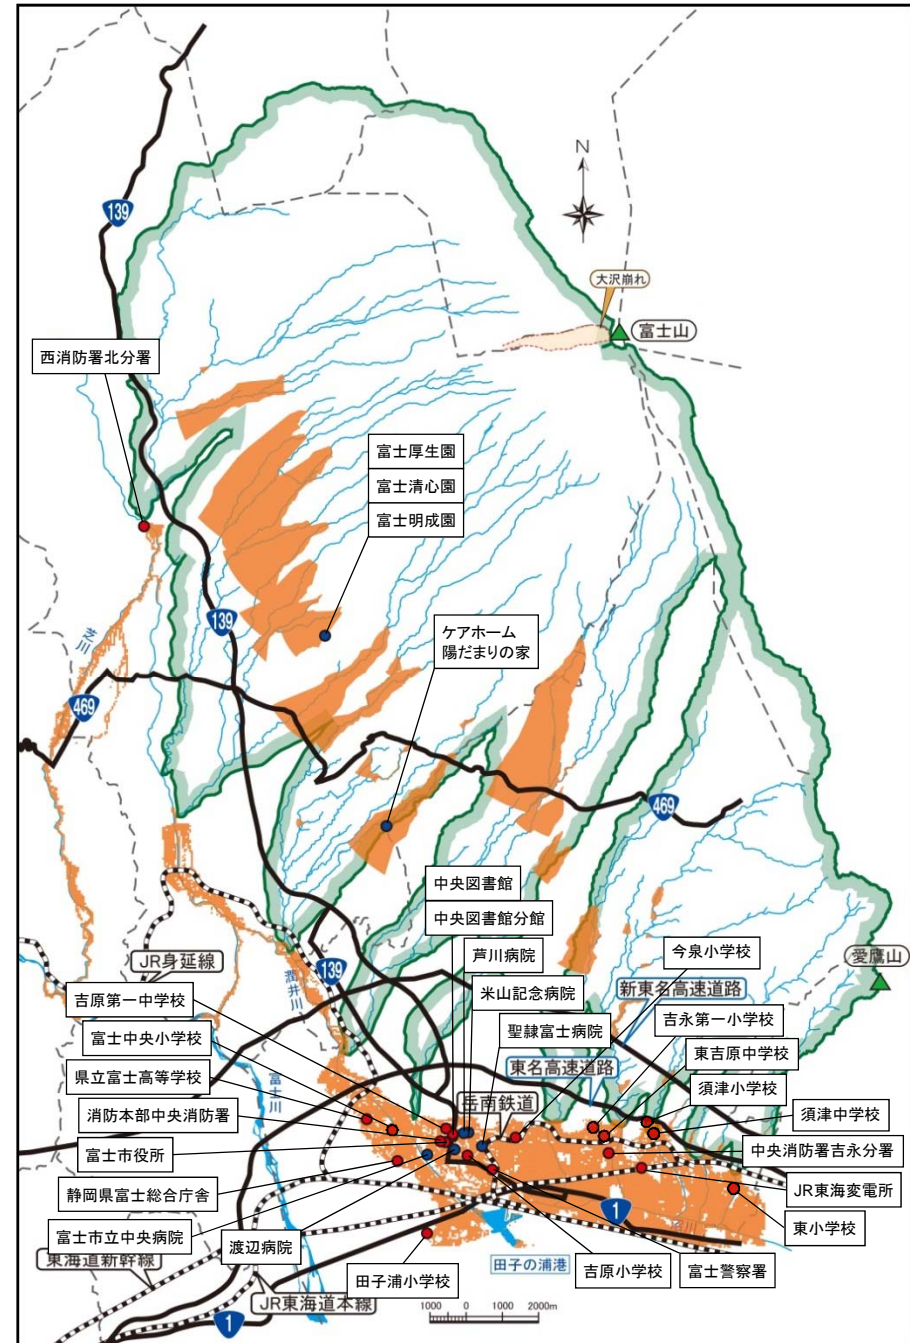 139
N
大沢崩れ
富士山
西消防署北分署
富士厚生園
富士清心園
富士明成園
139
芝川
ケアホーム
陽だまりの家
469
469
中央図書館
中央図書館分館
芦川病院
今泉小学校
愛鷹山
JR身延線
139
潤井川
米山記念病院
新東名高速道路
吉原第一中学校
聖隷富士病院
吉永第一小学校
富士中央小学校
東名高速道路
東吉原中学校
県立富士高等学校
富士川
岳南鉄道
須津小学校
消防本部中央消防署
須津中学校
富士市役所
中央消防署吉永分署
静岡県富士総合庁舎
JR東海変電所
1
富士市立中央病院
渡辺病院
東小学校
東海道新幹線
田子浦小学校
田子の浦港
吉原小学校
富士警察署
JR東海道本線
1
1000 0 1000 2000m